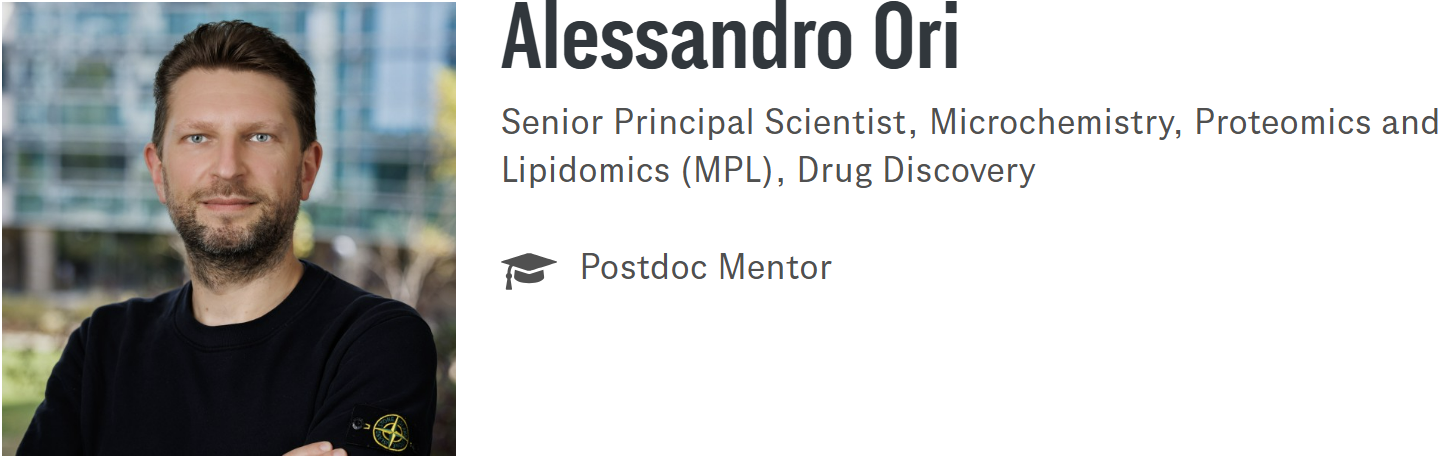 Alessandro Ori
Senior Principal Scientist, Microchemistry, Proteomics and
Lipidomics (MPL), Drug Discovery
Postdoc Mentor